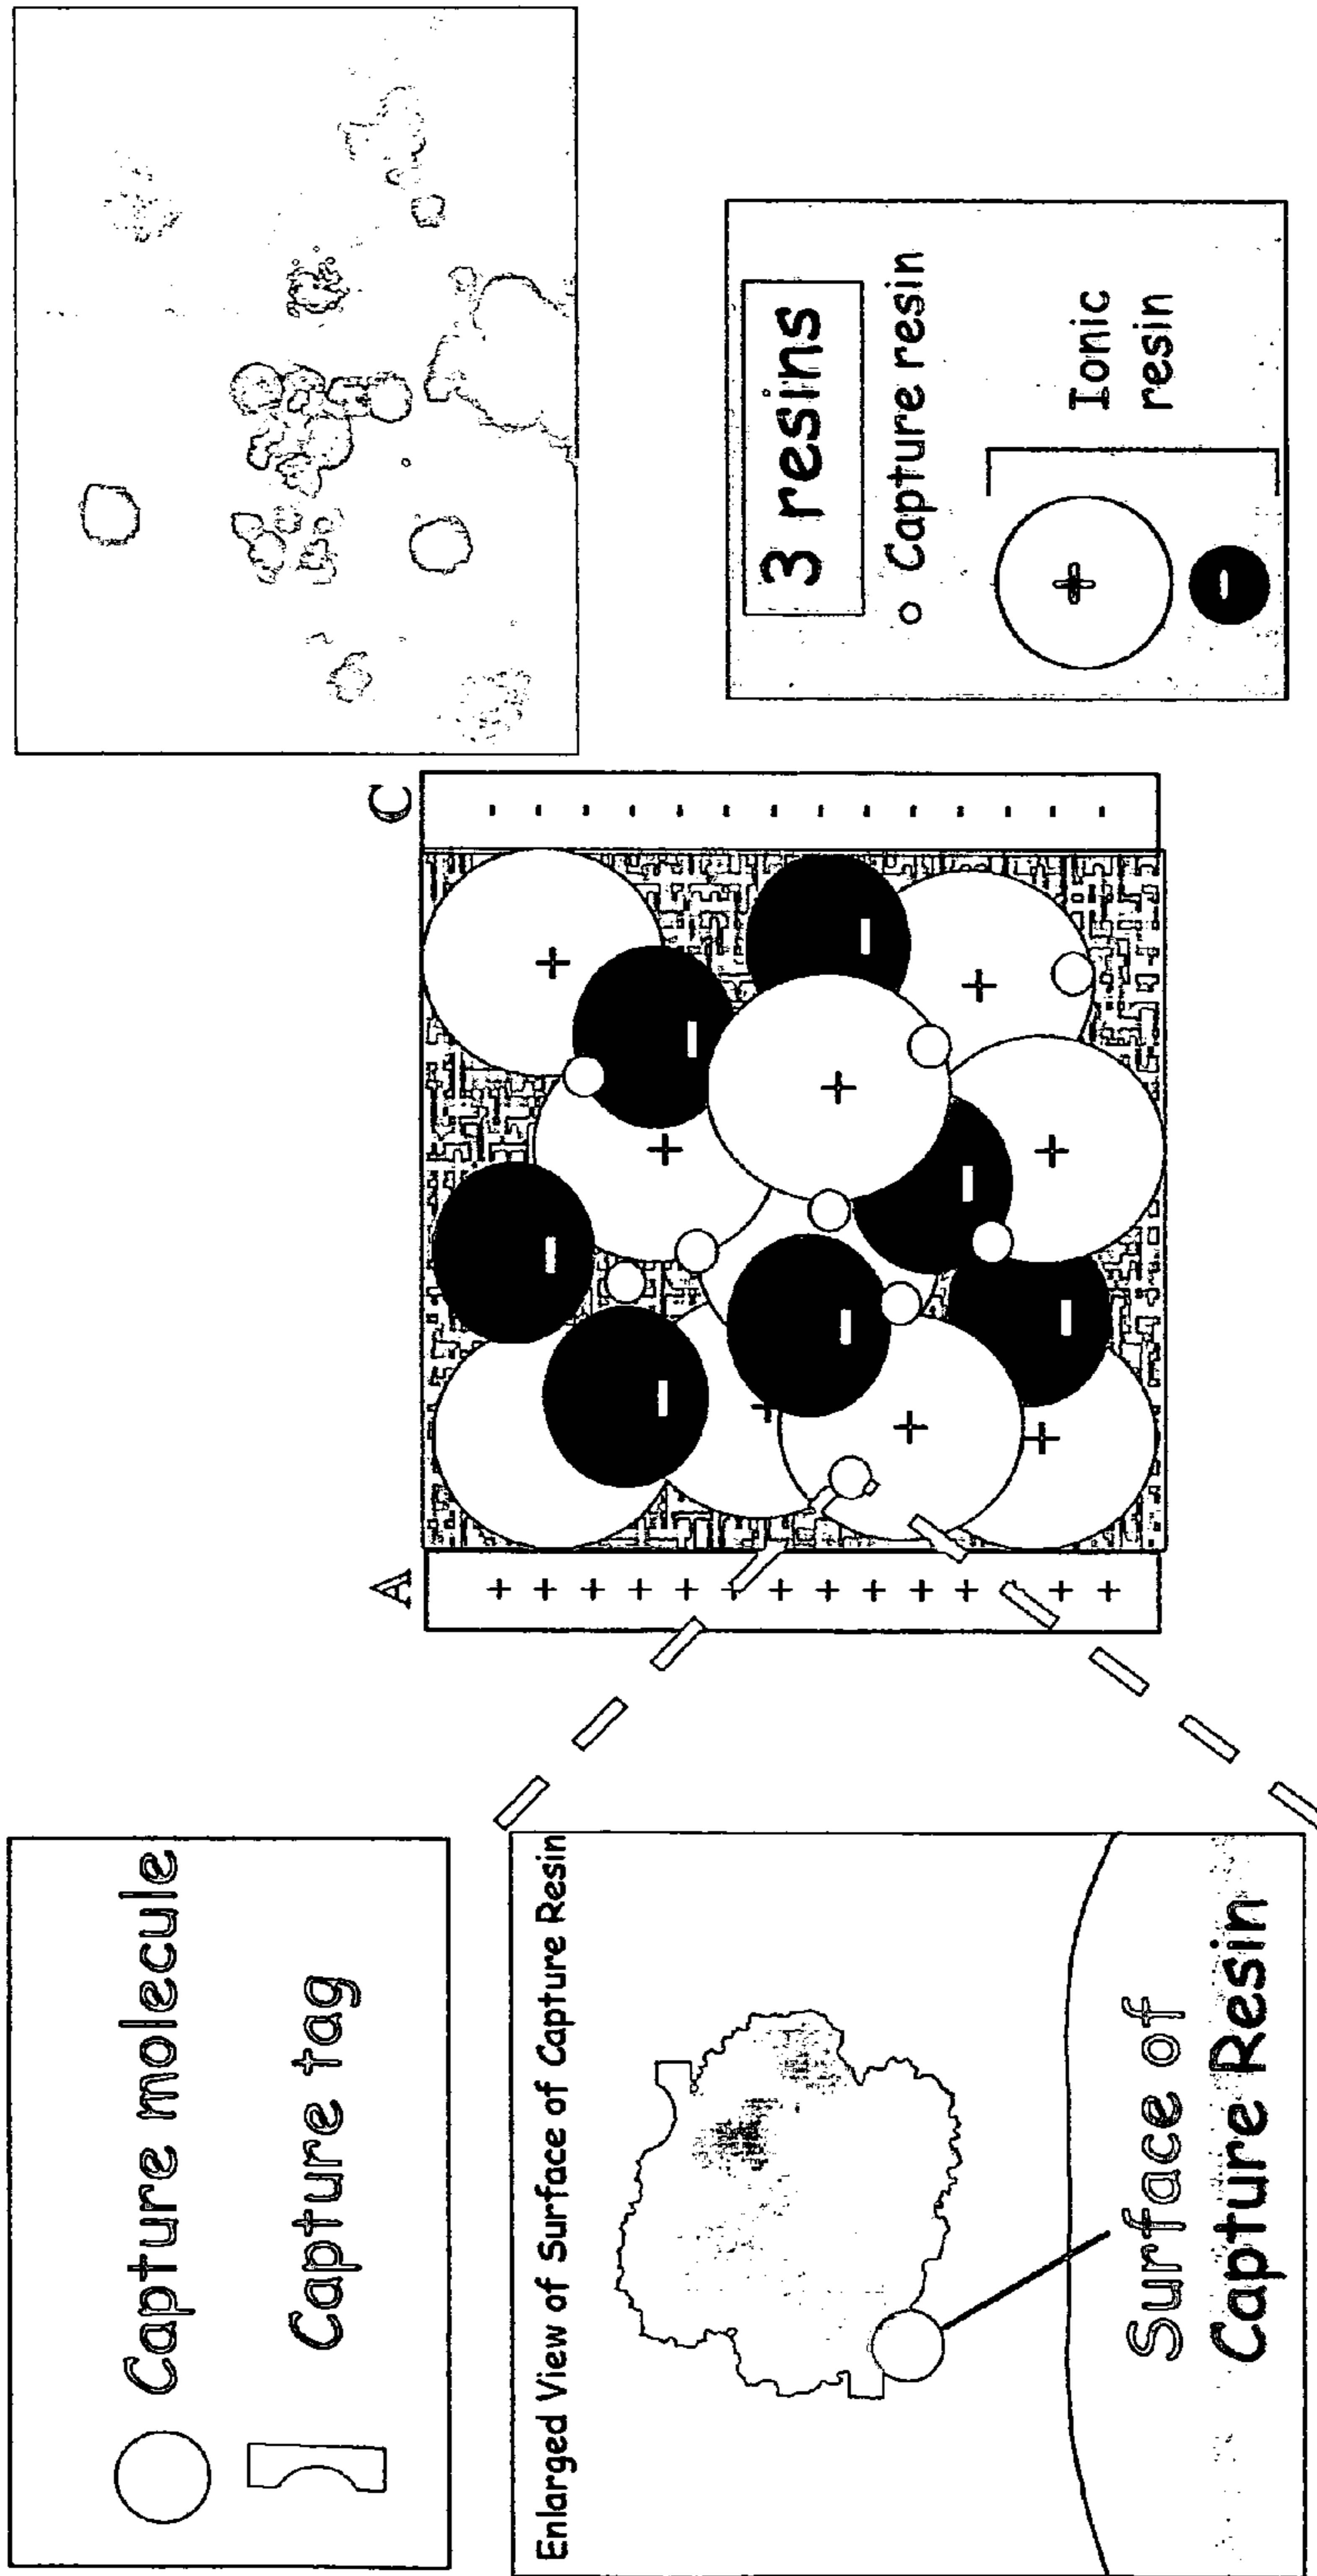 Capture molecule
Capture tag
Enlarged View of Surface of Capture Resin
Surface of
Capture Resin
A
C
3 resins
Capture resin
+
Ionic
resin
-